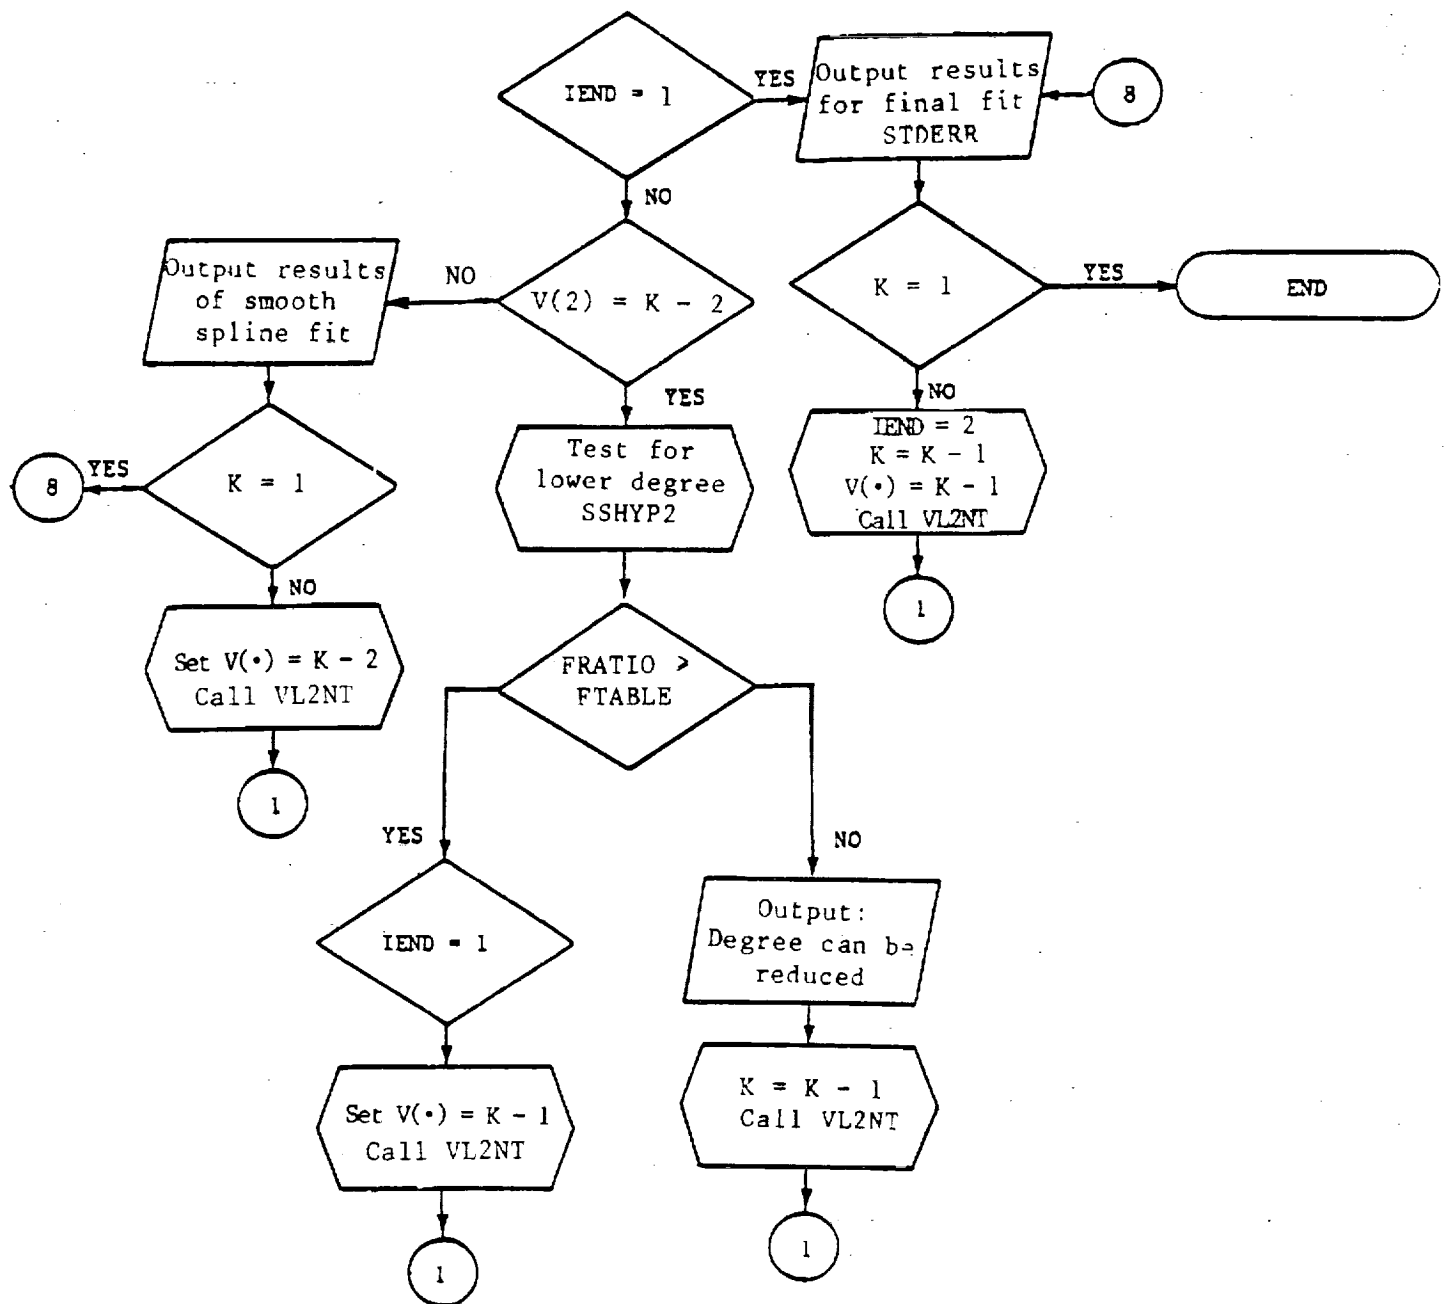 IEND = 1
YES
Output results
for final fit
STDERR
8
NO
Output results
of smooth
spline fit
NO
V(2) = K - 2
K = 1
YES
END
YES
NO
Test for
lower degree
SSHYP2
IEND = 2
K = K - 1
V(•) = K - 1
Call VL2NT
8
YES
K = 1
NO
1
Set V(•) = K - 2
Call VL2NT
FRATIO >
FTABLE
1
YES
NO
IEND = 1
Output:
Degree can be
reduced
Set V(•) = K - 1
Call VL2NT
K = K - 1
Call VL2NT
1
1